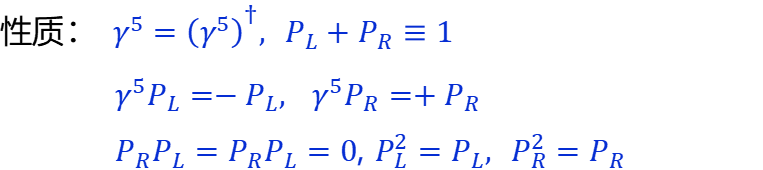 性质： γ⁵ = (γ⁵)†, P_L + P_R ≡ 1
γ⁵P_L =− P_L, γ⁵P_R =+ P_R
P_RP_L = P_RP_L = 0, P_L² = P_L, P_R² = P_R